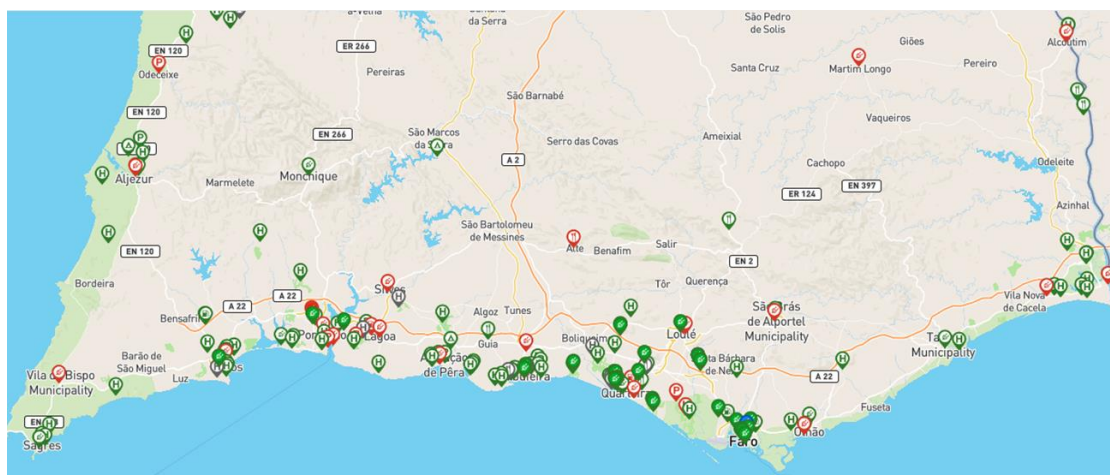 a-Velha
da Serra
São Pedro
de Solis
Giões
Alcoutim
EN 120
P
Odeceixe
ER 266
Pereiras
Santa Cruz
Martim Longo
Pereiro
São Barnabé
EN 120
Vaqueiros
EN 266
São Marcos
Serro das Covas
Ameixial
P
H
Aljezur
Monchique
A 2
Cachopo
Odeleite
Marmelete
ER 124
EN 397
Azinhal
São Bartolomeu
de Messines
Alte
Benafim
Salir
EN 120
EN 2
Bordeira
Tôr
Querença
A 22
A 22
Algoz
Tunes
Vila Nova
de Cacela
Bensafrim
Lagoa
Guia
Boliqueime
Loulé
de Alportel
Municipality
Municipality
Barão de
São Miguel
de Pêra
A 22
Vila do Bispo
Municipality
Luz
Fuseta
Sagres
Faro
Olhão